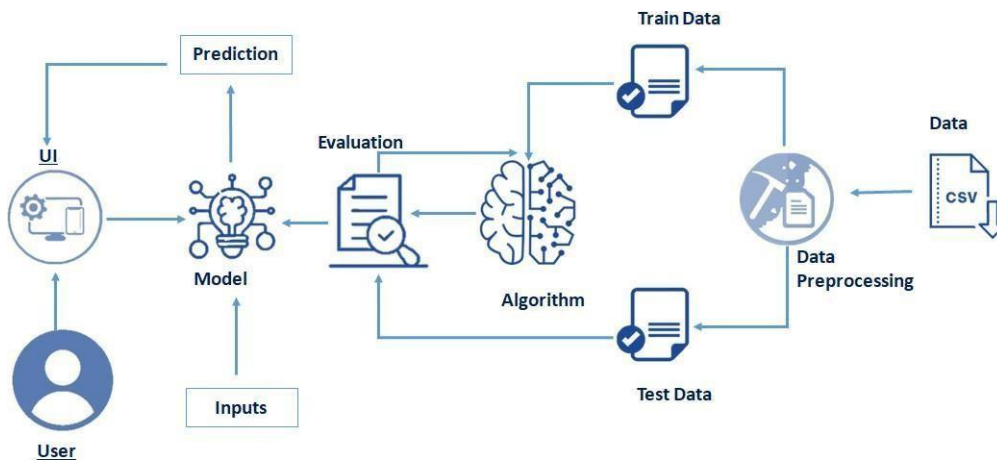 Train Data
Prediction
Evaluation
Data
UI
CSV
Model
Algorithm
Data
Preprocessing
Inputs
Test Data
User